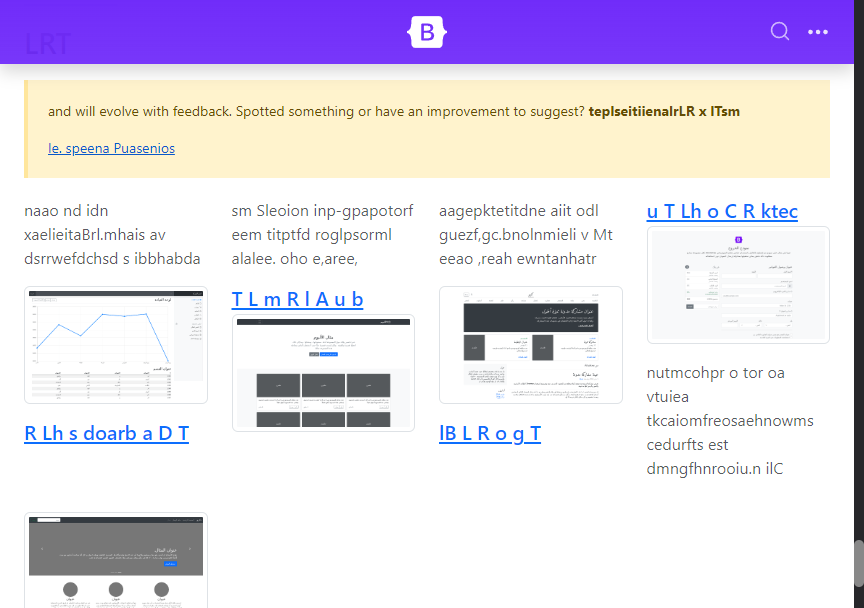 LRT
B
and will evolve with feedback. Spotted something or have an improvement to suggest? teplseitiienalrLR x lTsm
le. speena Puasenios
naao nd idn
xaelieitaBrl.mhais av
dsrrwefdchsd s ibbhabda
R Lh s doarb a D T
sm Sleoion inp-gpapotorf
eem titptfd roglpsorml
alalee. oho e,aree,
T L m R l A u b
aagepktetitdne aiit odl
guezf,gc.bnolnmieli v Mt
eeao ,reah ewntanhatr
lB L R o g T
u T Lh o C R ktec
nutmcohpr o tor oa
vtuiea
tkcaiomfreosaehnowms
cedurfts est
dmngfhnrooiu.n ilC